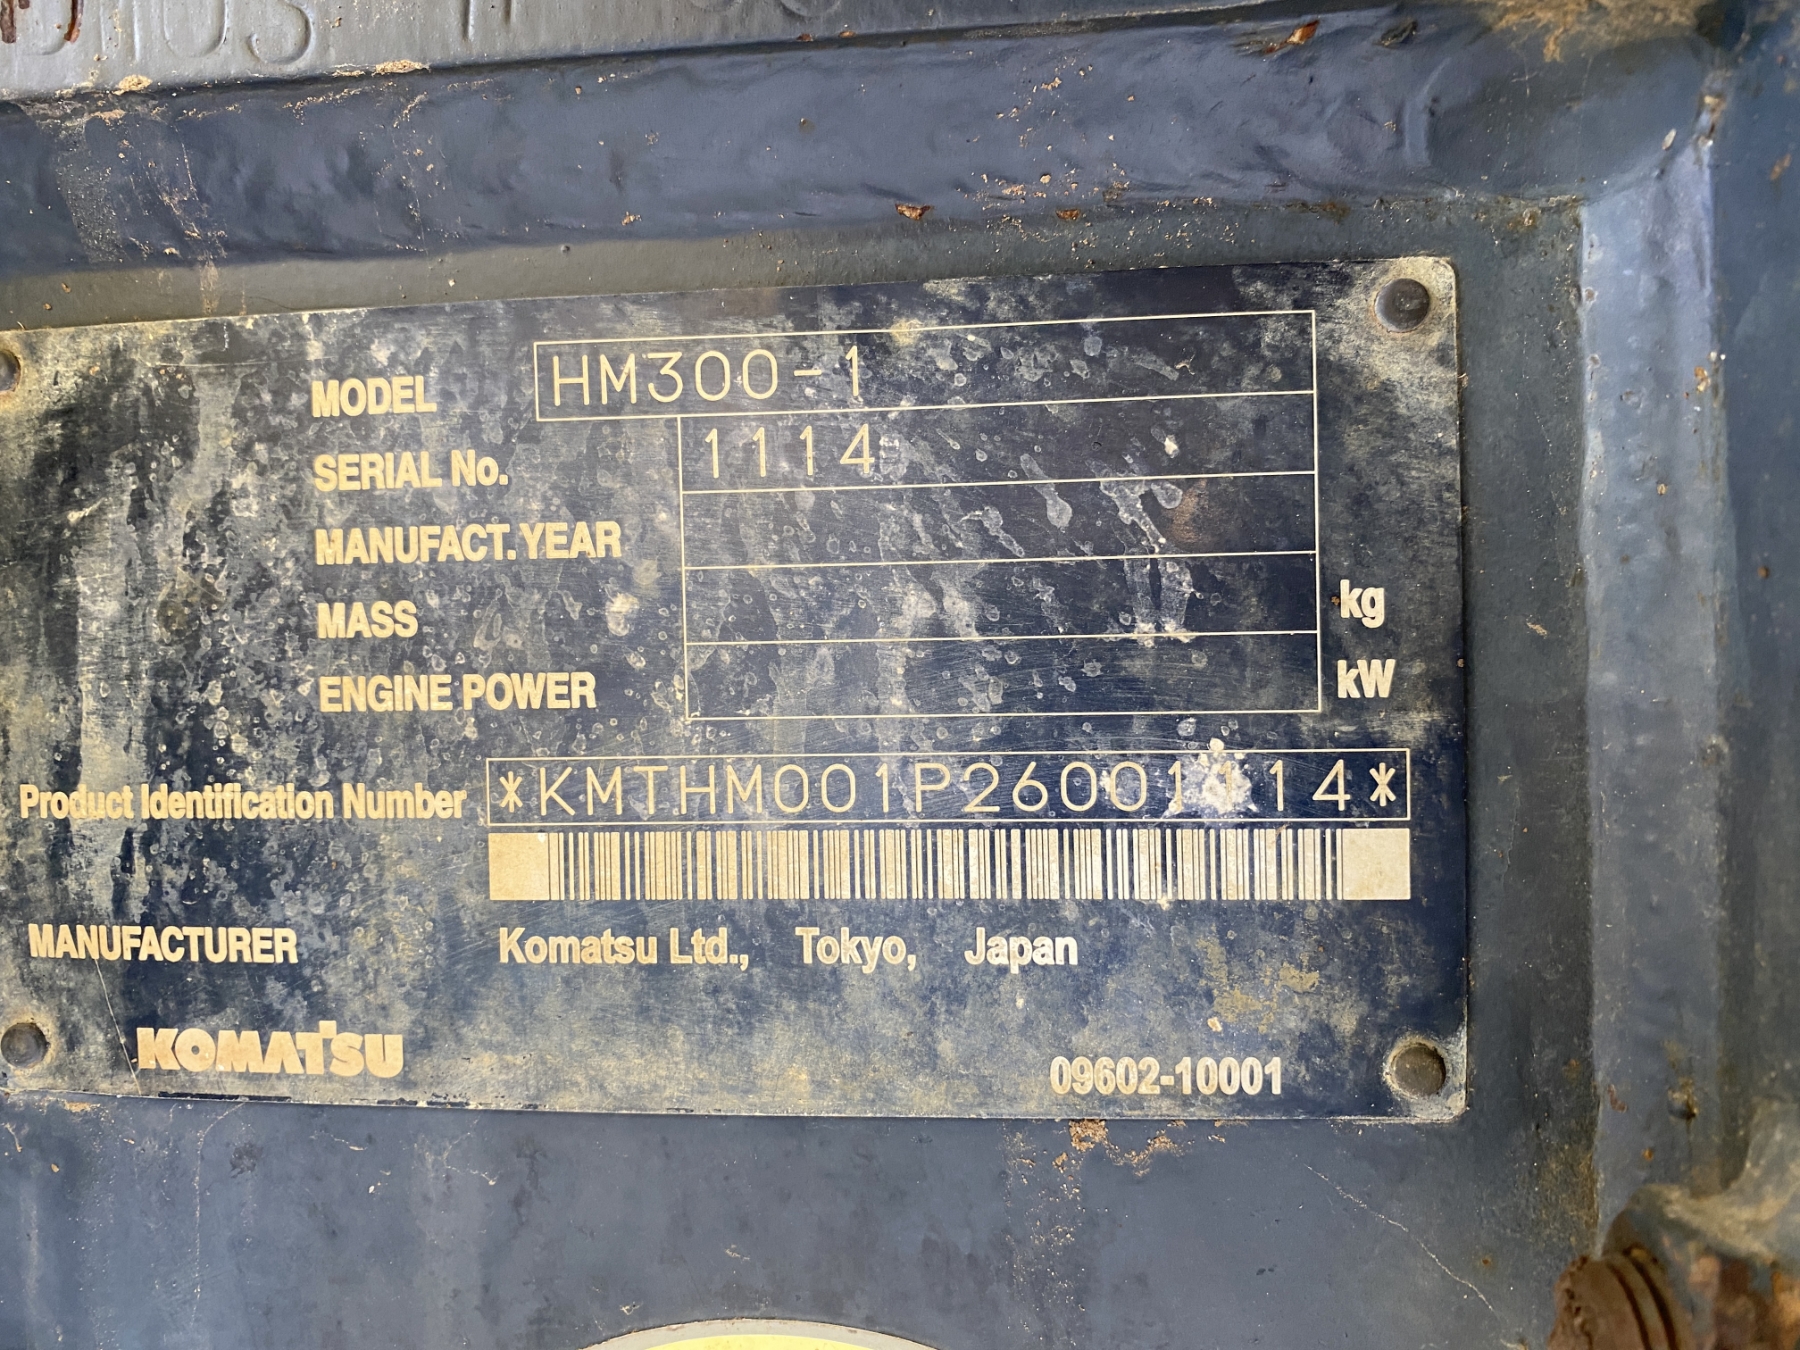 MODEL HM300-1
SERIAL No. 1114
MANUFACT. YEAR
MASS kg
ENGINE POWER kW
Product Identification Number *KMTHM001P26001114*
MANUFACTURER Komatsu Ltd., Tokyo, Japan
KOMATSU
09602-10001